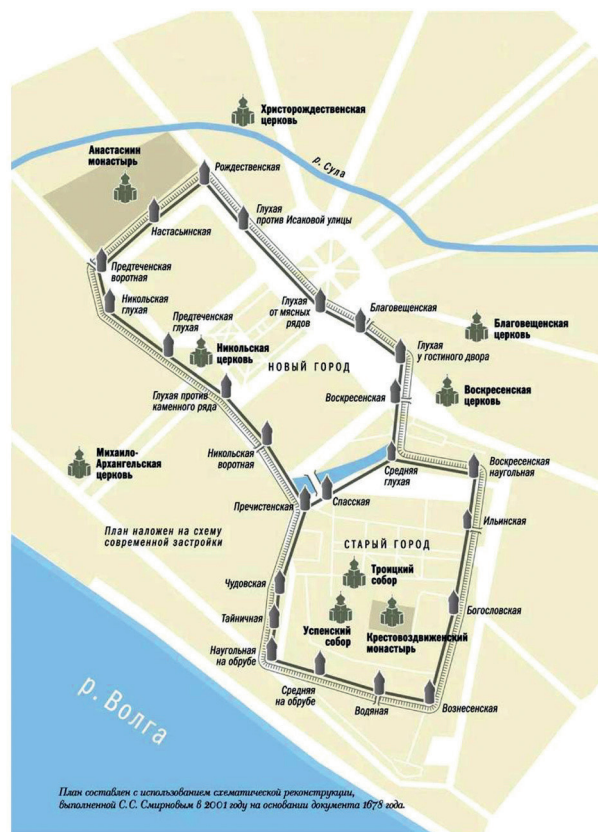 Христорождественская
церковь
Анастасиин
монастырь
р. Сула
Рождественская
Глухая
против Исаковой улицы
Настасьинская
Предтеченская
воротная
Никольская
глухая
Предтеченская
глухая
Глухая
от мясных
рядов
Благовещенская
Благовещенская
церковь
Никольская
церковь
Глухая
у гостиного двора
НОВЫЙ ГОРОД
Воскресенская
церковь
Глухая против
каменного ряда
Воскресенская
Михаило-
Архангельская
церковь
Никольская
воротная
Средняя
глухая
Воскресенская
наугольная
Пречистенская
Спасская
Ильинская
План наложен на схему
современной застройки
СТАРЫЙ ГОРОД
Троицкий
собор
Чудовская
Богословская
Тайничная
Успенский
собор
Крестовоздвиженский
монастырь
Наугольная
на обрубе
Средняя
на обрубе
Водяная
Вознесенская
р. Волга
План составлен с использованием схематической реконструкции,
выполненной С.С. Смирновым в 2001 году на основании документа 1678 года.